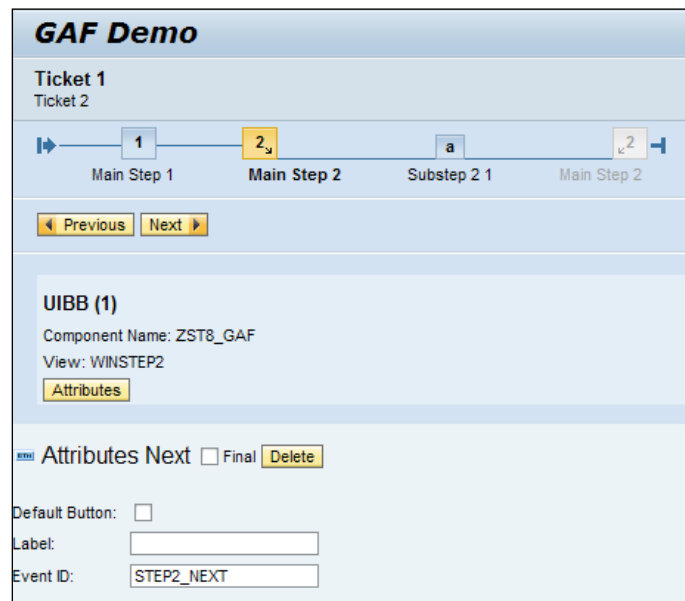 GAF Demo
Ticket 1
Ticket 2
1 2 a 2
Main Step 1 Main Step 2 Substep 2 1 Main Step 2
Previous Next
UIBB (1)
Component Name: ZST8_GAF
View: WINSTEP2
Attributes
Attributes Next Final Delete
Default Button:
Label:
Event ID: STEP2_NEXT